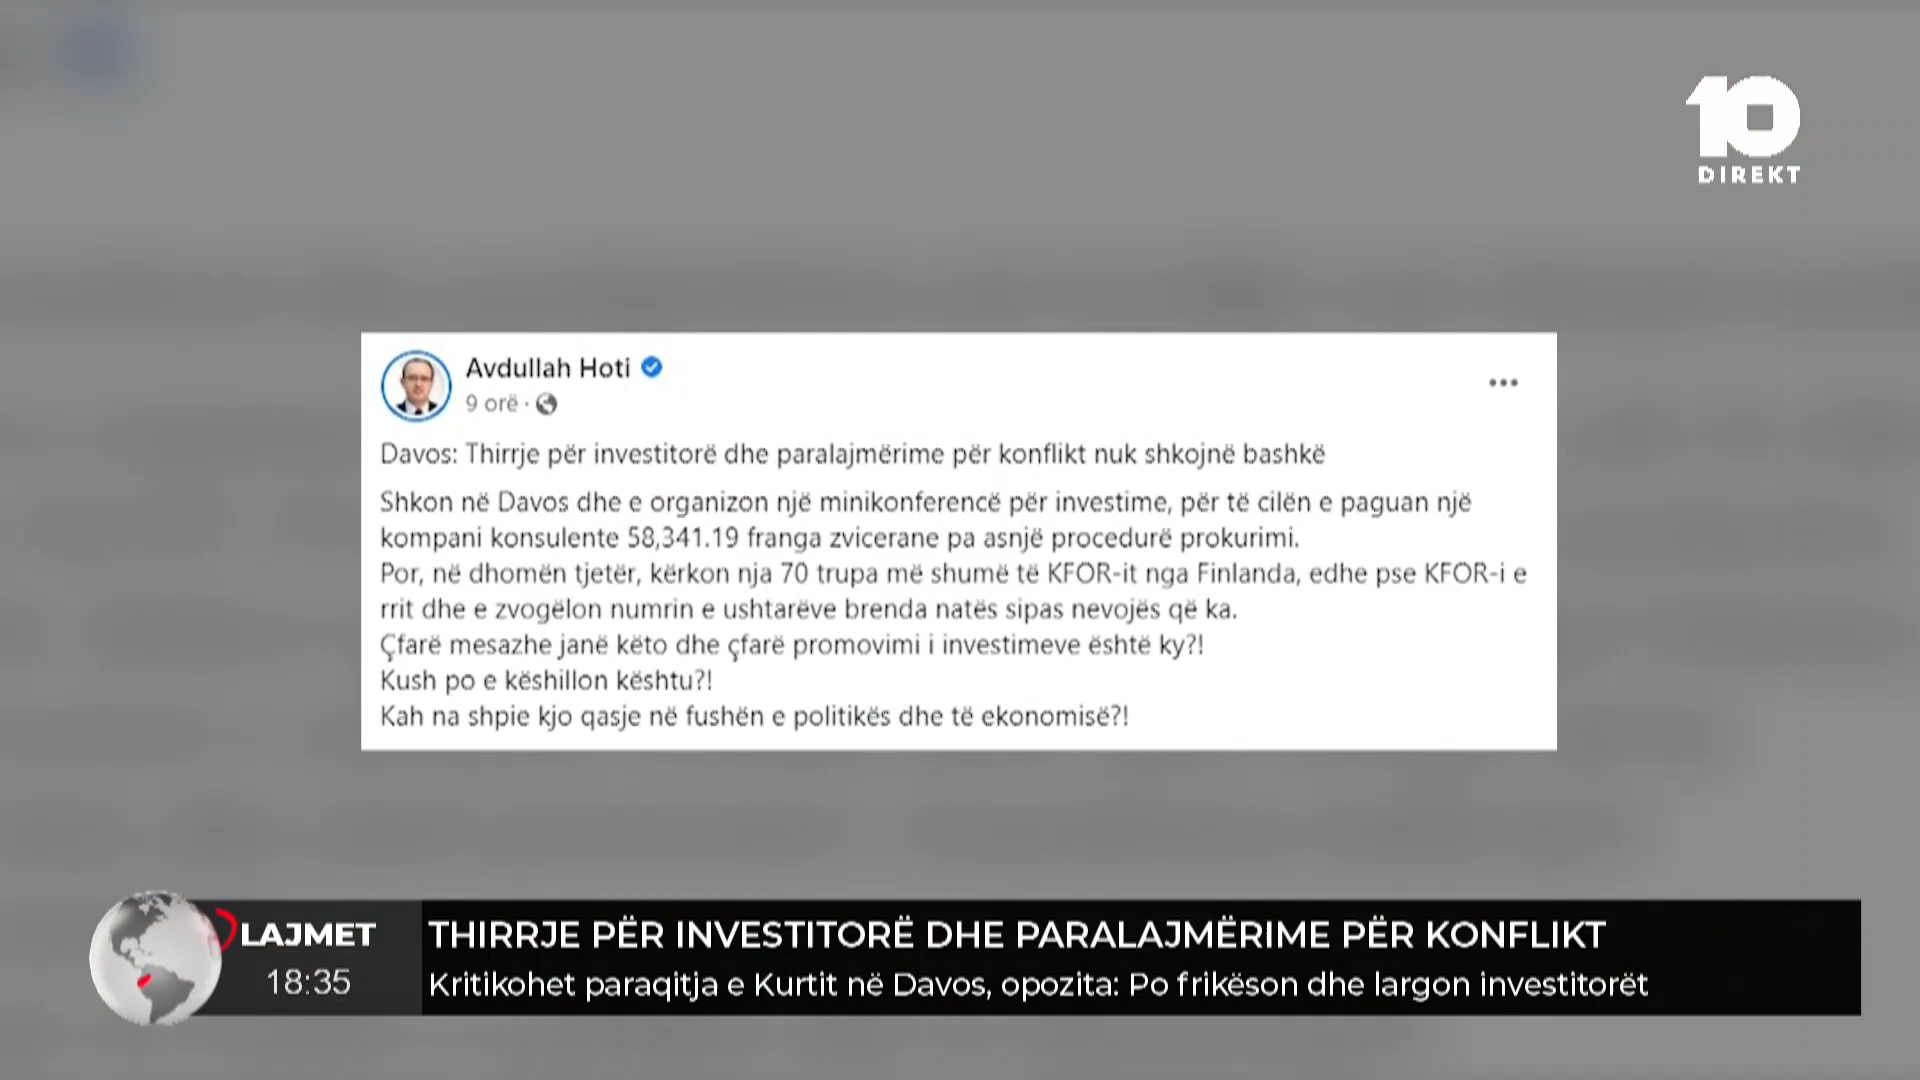 10
DIREKT
Avdullah Hoti
9 orë ·
Davos: Thirrje për investitorë dhe paralajmërime për konflikt nuk shkojnë bashkë
Shkon në Davos dhe e organizon një minikonferencë për investime, për të cilën e paguan një
kompani konsulente 58,341.19 franga zvicerane pa asnjë procedurë prokurimi.
Por, në dhomën tjetër, kërkon nja 70 trupa më shumë të KFOR-it nga Finlanda, edhe pse KFOR-i e
rrit dhe e zvogëlon numrin e ushtarëve brenda natës sipas nevojës që ka.
Çfarë mesazhe janë këto dhe çfarë promovimi i investimeve është ky?!
Kush po e këshillon kështu?!
Kah na shpie kjo qasje në fushën e politikës dhe të ekonomisë?!
LAJMET
18:35
THIRRJE PËR INVESTITORË DHE PARALAJMËRIME PËR KONFLIKT
Kritikohet paraqitja e Kurtit në Davos, opozita: Po frikëson dhe largon investitorët